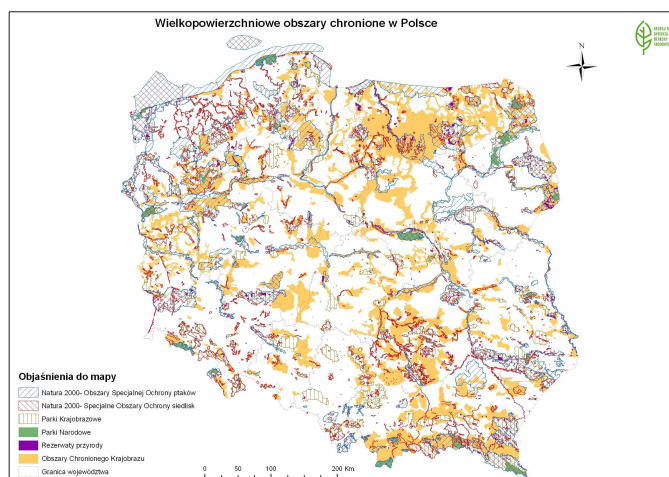 Wielkopowierzchniowe obszary chronione w Polsce
N
Objaśnienia do mapy
Natura 2000- Obszary Specjalnej Ochrony ptaków
Natura 2000- Specjalne Obszary Ochrony siedlisk
Parki Krajobrazowe
Parki Narodowe
Rezerwaty przyrody
Obszary Chronionego Krajobrazu
Granica województwa
0 50 100 200 Km